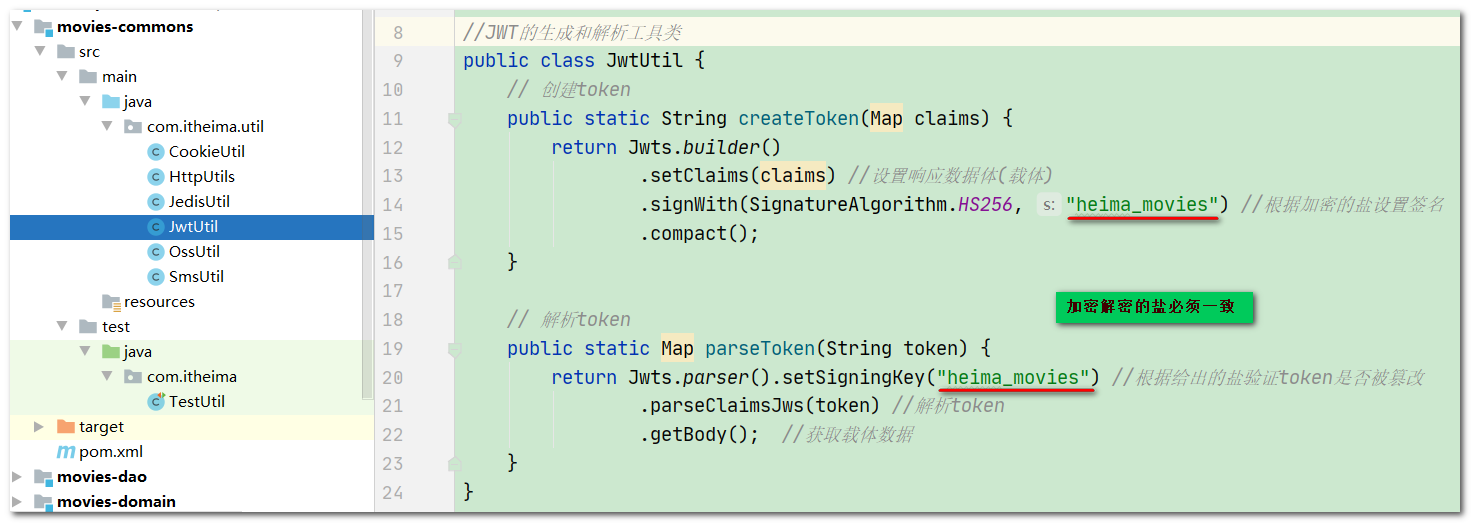 movies-commons
src
main
java
com.itheima.util
CookieUtil
HttpUtils
JedisUtil
JwtUtil
OssUtil
SmsUtil
resources
test
java
com.itheima
TestUtil
target
pom.xml
movies-dao
movies-domain
8 //JWT的生成和解析工具类
9 public class JwtUtil {
10 // 创建token
11 public static String createToken(Map claims) {
12 return Jwts.builder()
13 .setClaims(claims) //设置响应数据体(载体)
14 .signWith(SignatureAlgorithm.HS256, s: "heima_movies") //根据加密的盐设置签名
15 .compact();
16 }
17
加密解密的盐必须一致
18 // 解析token
19 public static Map parseToken(String token) {
20 return Jwts.parser().setSigningKey("heima_movies") //根据给出的盐验证token是否被篡改
21 .parseClaimsJws(token) //解析token
22 .getBody(); //获取载体数据
23 }
24 }